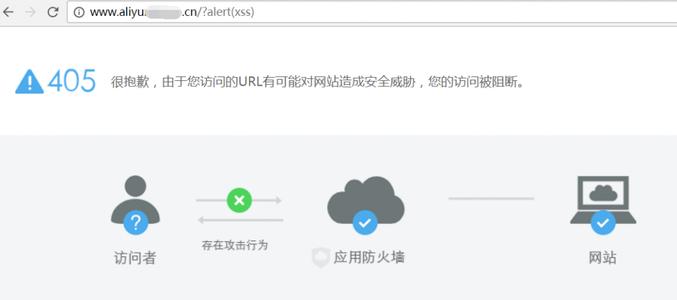 www.aliyu .cn/?alert(xss)
405 很抱歉，由于您访问的URL有可能对网站造成安全威胁，您的访问被阻断。
?
存在攻击行为
访问者
应用防火墙
网站